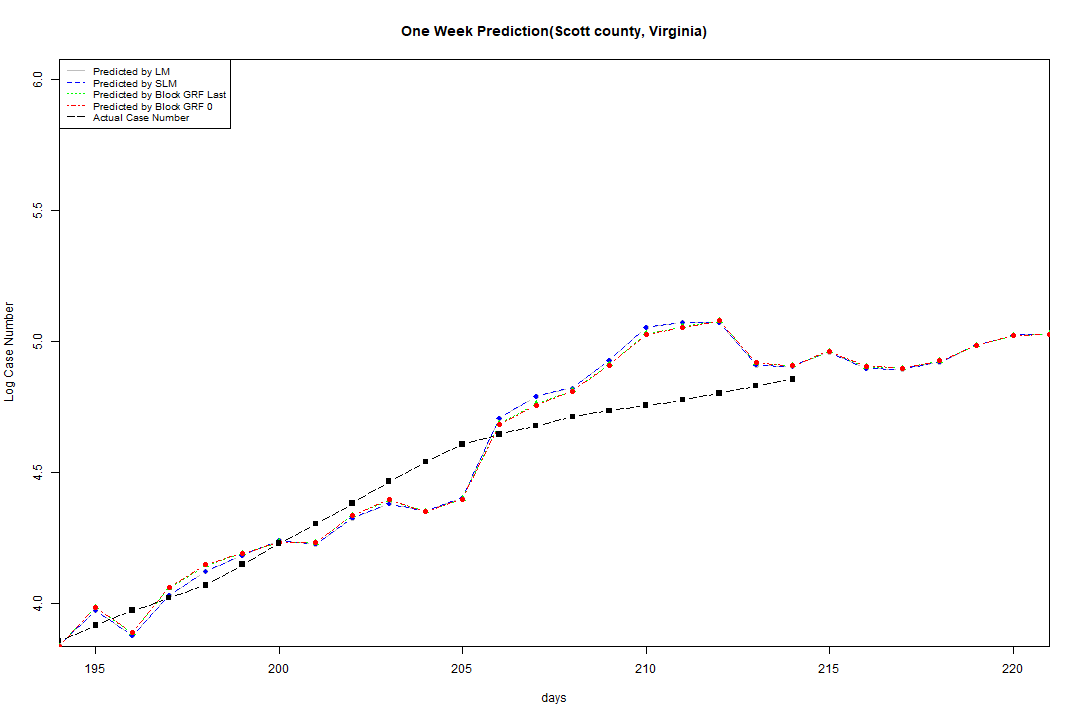 One Week Prediction(Scott county, Virginia)
Predicted by LM
Predicted by SLM
Predicted by Block GRF Last
Predicted by Block GRF 0
Actual Case Number
6.0
5.5
5.0
4.5
4.0
Log Case Number
195 200 205 210 215 220
days